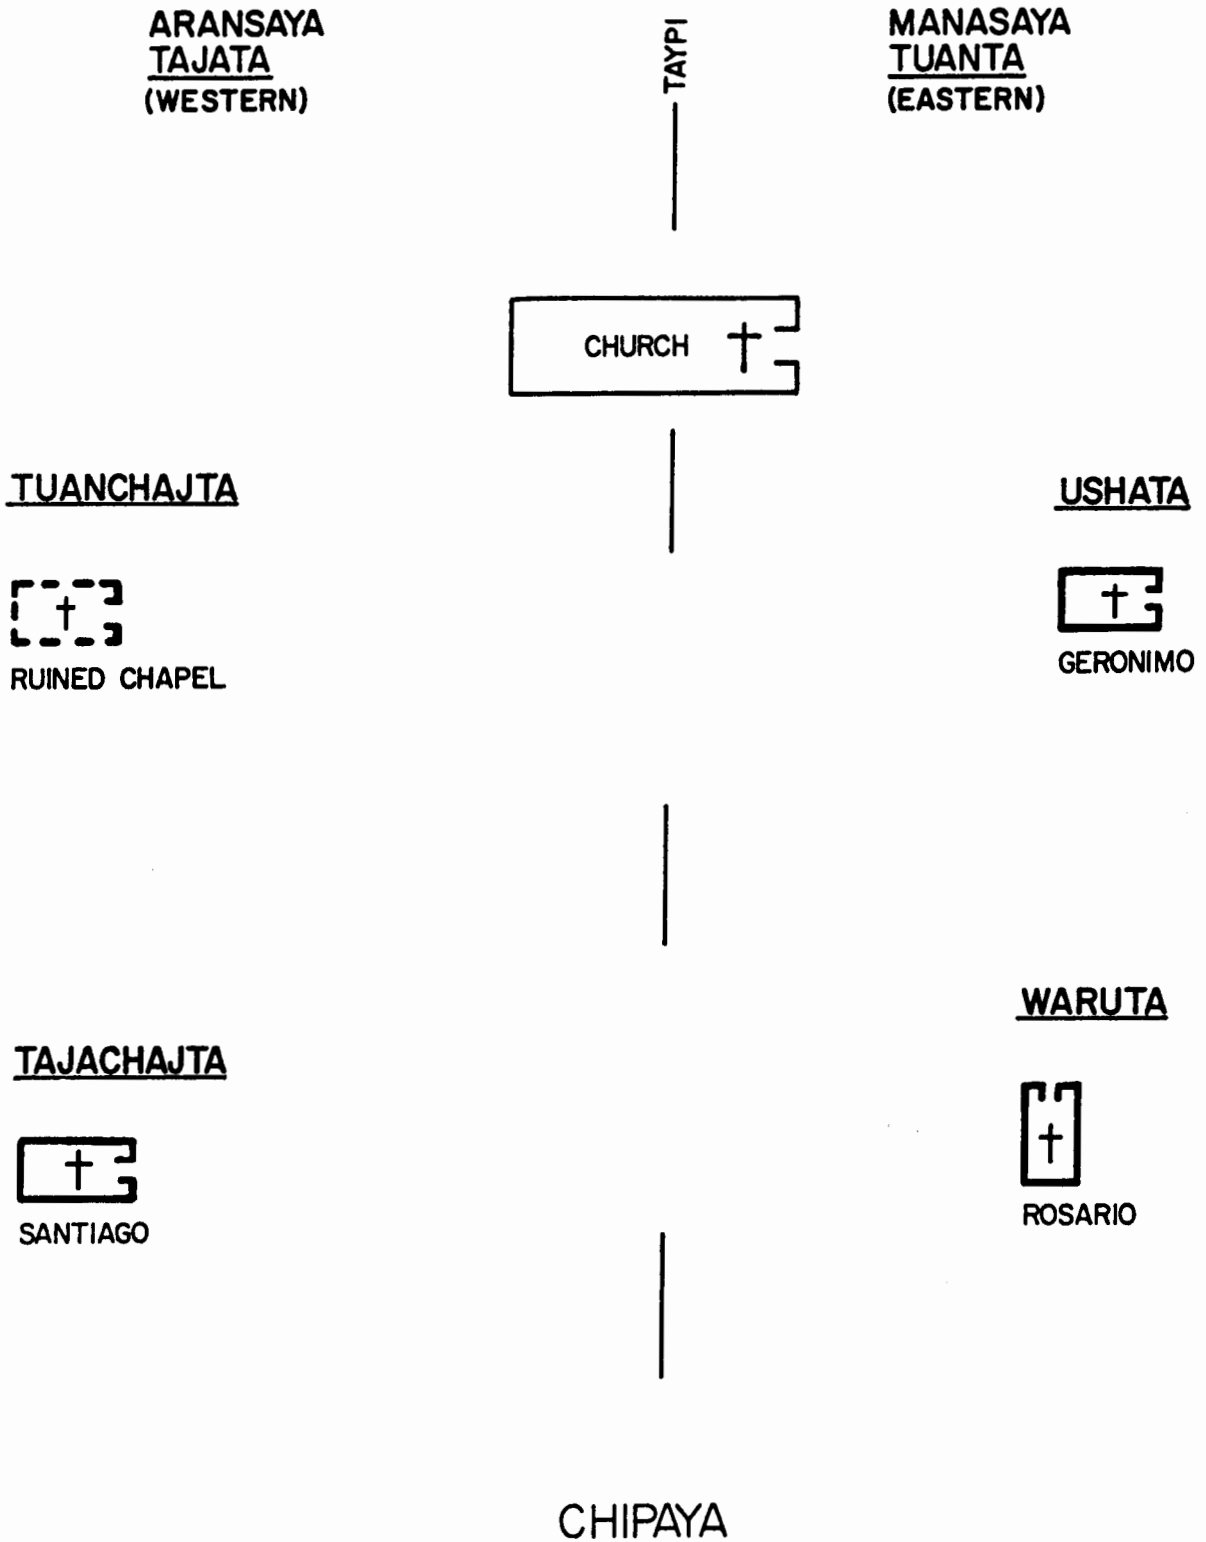 ARANSAYA
TAJATA
(WESTERN)
TAYPI
MANASAYA
TUANTA
(EASTERN)
CHURCH
TUANCHAJTA
RUINED CHAPEL
USHATA
GERONIMO
TAJACHAJTA
SANTIAGO
WARUTA
ROSARIO
CHIPAYA